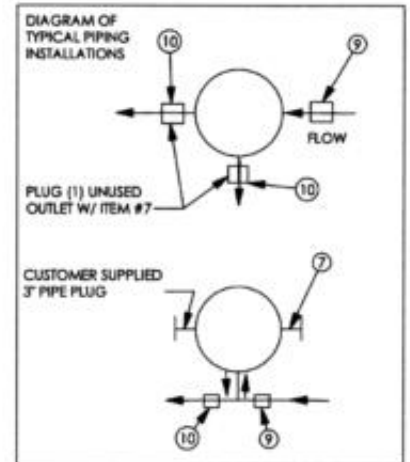 DIAGRAM OF
TYPICAL PIPING
INSTALLATIONS
10
9
FLOW
PLUG (1) UNUSED
OUTLET W/ ITEM #7
10
CUSTOMER SUPPLIED
3" PIPE PLUG
7
10
9